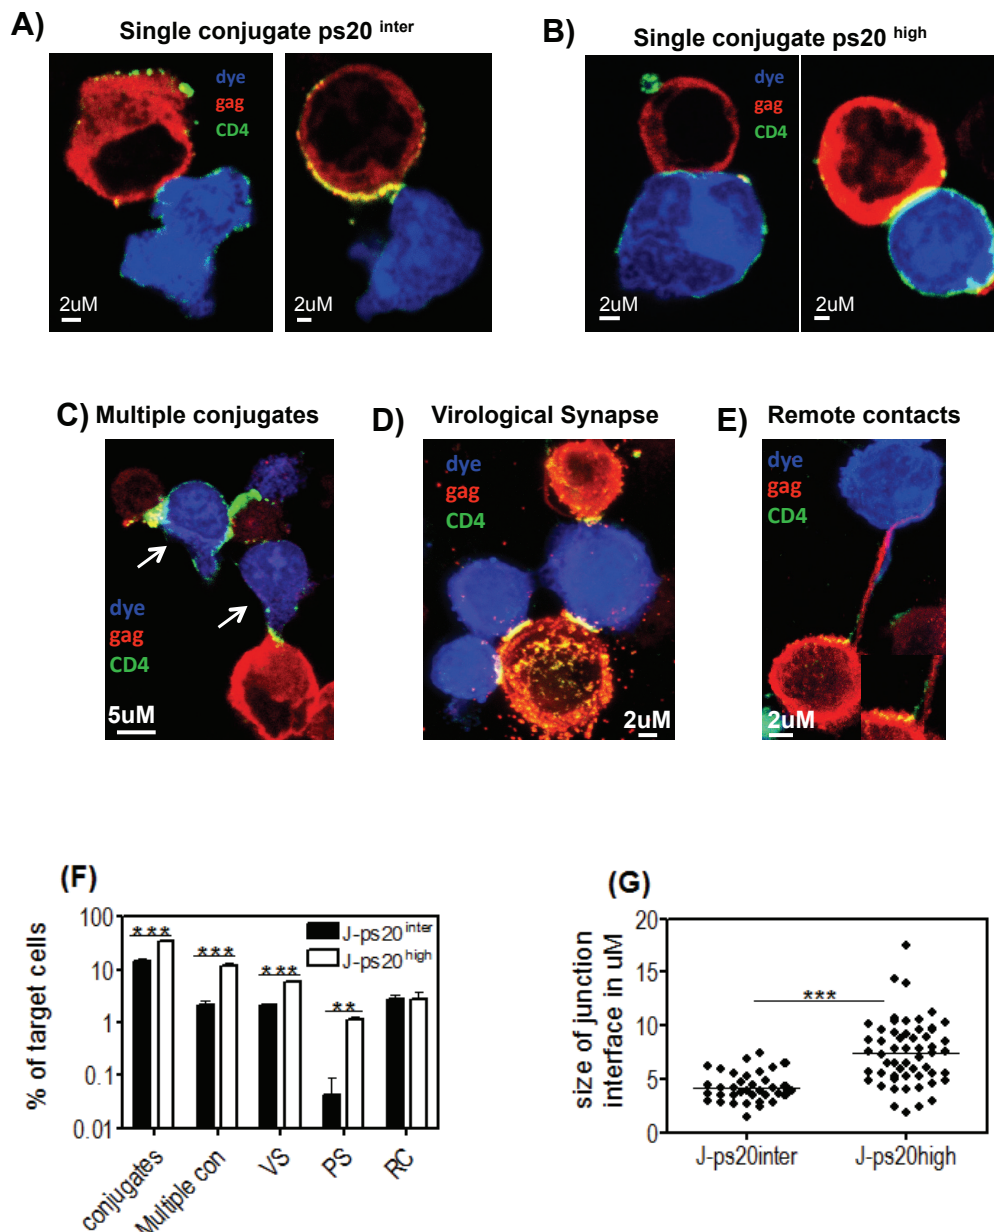 A)
Single conjugate ps20 inter
dye
gag
CD4
2uM
2uM
B)
Single conjugate ps20 high
dye
gag
CD4
2uM
2uM
C) Multiple conjugates
dye
gag
CD4
5uM
D)
Virological Synapse
dye
gag
CD4
2uM
E)
Remote contacts
dye
gag
CD4
2uM
(F)
% of target cells
100
10
1
0.1
0.01
***
***
***
**
J-ps20 inter
J-ps20 high
conjugates
Multiple con
VS
PS
RC
(G)
size of junction
interface in uM
20
15
10
5
0
***
J-ps20inter
J-ps20high